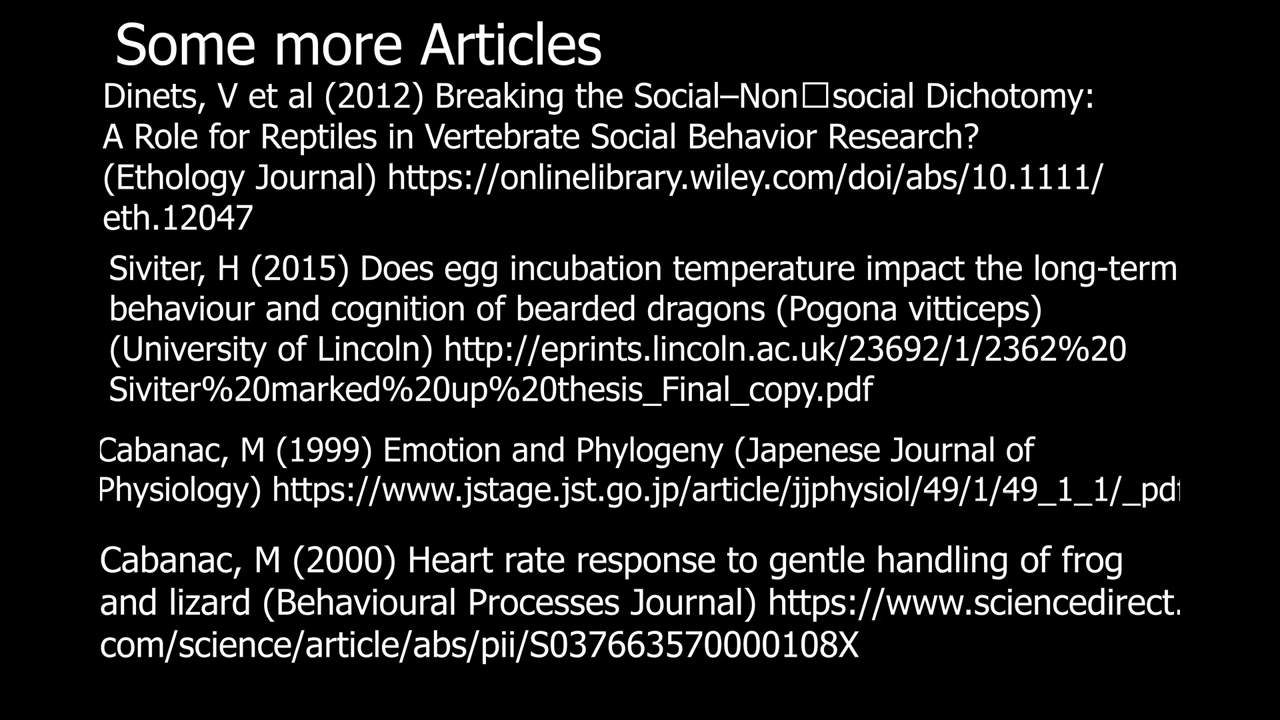 Some more Articles
Dinets, V et al (2012) Breaking the Social–Non□social Dichotomy:
A Role for Reptiles in Vertebrate Social Behavior Research?
(Ethology Journal) https://onlinelibrary.wiley.com/doi/abs/10.1111/
eth.12047
Siviter, H (2015) Does egg incubation temperature impact the long-term
behaviour and cognition of bearded dragons (Pogona vitticeps)
(University of Lincoln) http://eprints.lincoln.ac.uk/23692/1/2362%20
Siviter%20marked%20up%20thesis_Final_copy.pdf
Cabanac, M (1999) Emotion and Phylogeny (Japenese Journal of
Physiology) https://www.jstage.jst.go.jp/article/jjphysiol/49/1/49_1_1/_pdf
Cabanac, M (2000) Heart rate response to gentle handling of frog
and lizard (Behavioural Processes Journal) https://www.sciencedirect.
com/science/article/abs/pii/S037663570000108X